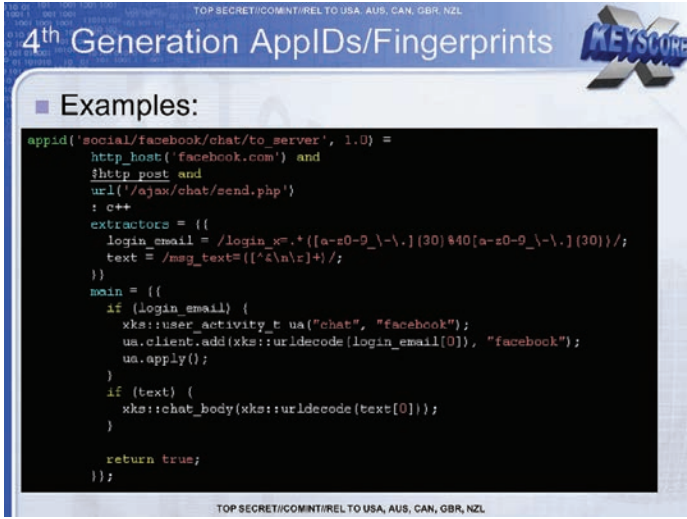 TOP SECRET//COMINT//REL TO USA, AUS, CAN, GBR, NZL
4th Generation AppIDs/Fingerprints
X KEYSCORE
Examples:
appid('social/facebook/chat/to_server', 1.0) =
http_host('facebook.com') and
$http_post and
url('/ajax/chat/send.php')
: c++
extractors = {{
login_email = /login_x=.*([a-z0-9_\-\.]{30}%40[a-z0-9_\-\.]{30})/;
text = /msg_text=([^&\n\r]+)/;
}}
main = {{
if (login_email) {
xks::user_activity_t ua("chat", "facebook");
ua.client.add(xks::urldecode(login_email[0]), "facebook");
ua.apply();
}
if (text) {
xks::chat_body(xks::urldecode(text[0]));
}
return true;
}};
TOP SECRET//COMINT//REL TO USA, AUS, CAN, GBR, NZL